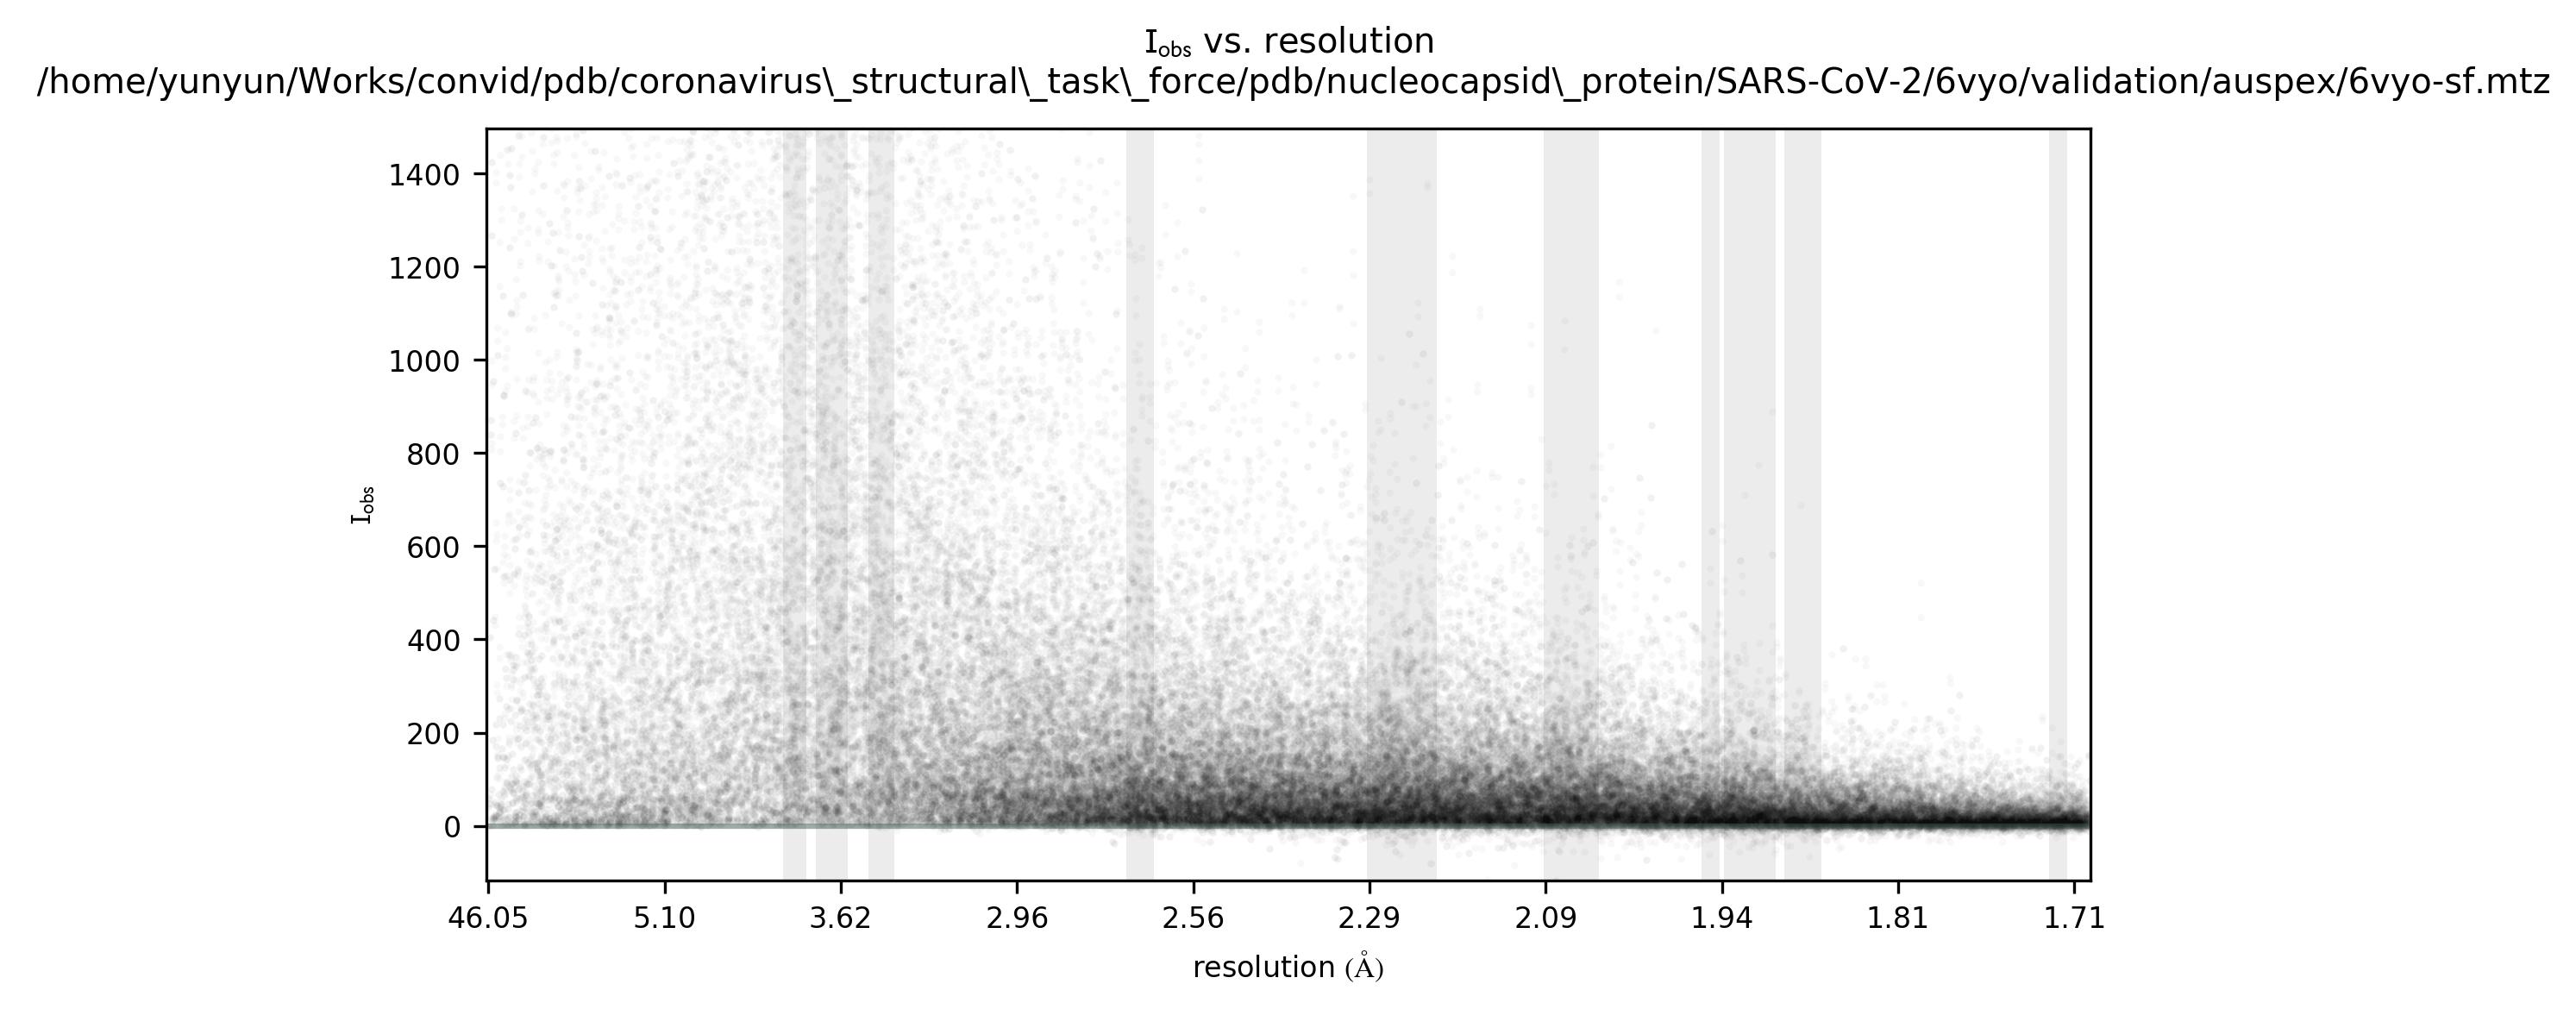 Iobs vs. resolution
/home/yunyun/Works/convid/pdb/coronavirus\_structural\_task\_force/pdb/nucleocapsid\_protein/SARS-CoV-2/6vyo/validation/auspex/6vyo-sf.mtz
1400
1200
1000
800
600
400
200
0
Iobs
46.05 5.10 3.62 2.96 2.56 2.29 2.09 1.94 1.81 1.71
resolution (Å)